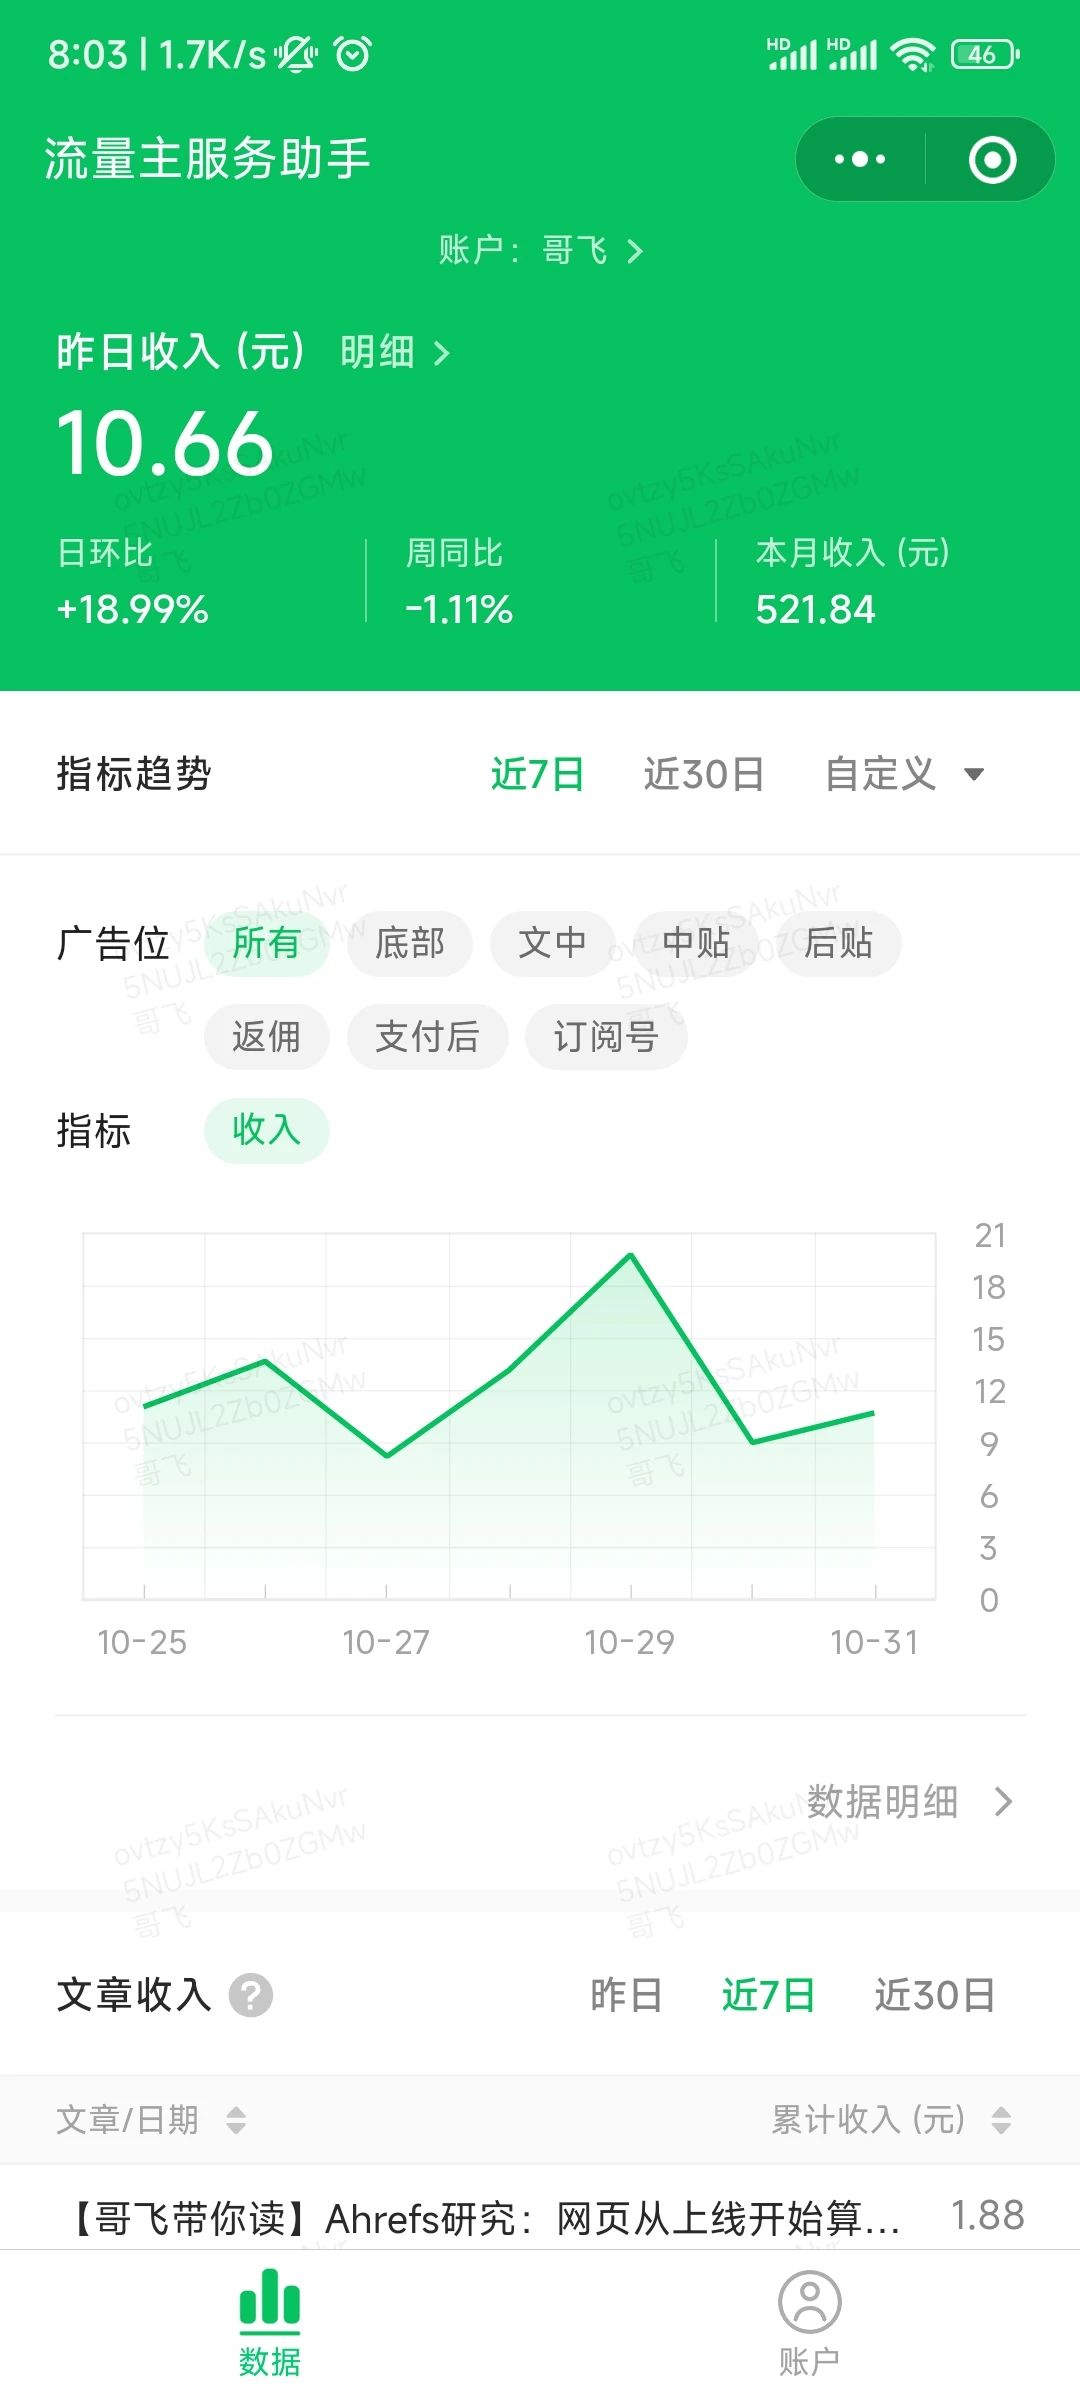 8:03 | 1.7K/s HD HD 46
流量主服务助手
账户：哥飞 >
昨日收入 (元) 明细 >
10.66
日环比 周同比 本月收入 (元)
+18.99% -1.11% 521.84
指标趋势 近7日 近30日 自定义
广告位 所有 底部 文中 中贴 后贴
返佣 支付后 订阅号
指标 收入
21
18
15
12
9
6
3
0
10-25 10-27 10-29 10-31
数据明细 >
文章收入 ? 昨日 近7日 近30日
文章/日期 累计收入 (元)
【哥飞带你读】Ahrefs研究：网页从上线开始算... 1.88
数据 账户
ovtzy5KsSAkuNvr
5NUJL2Zb0ZGMw
哥飞